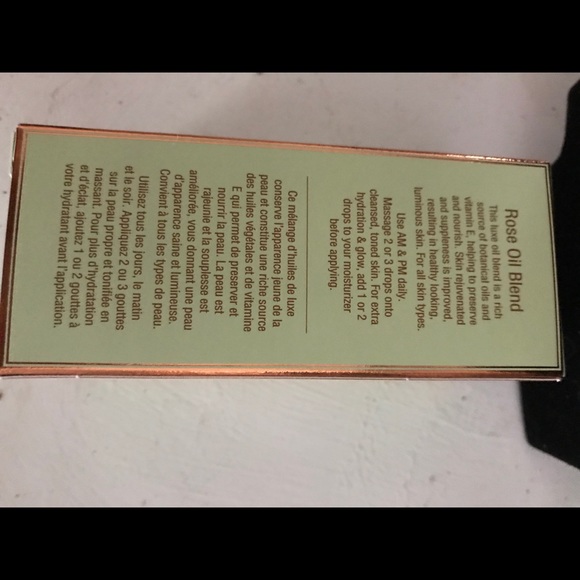 Rose Oil Blend
This luxe oil blend is a rich
source of botanical oils and
vitamin E, helping to preserve
and nourish. Skin rejuvenated
and suppleness is improved,
resulting in healthy looking,
luminous skin. For all skin types.
Use AM & PM daily.
Massage 2 or 3 drops onto
cleansed, toned skin. For extra
hydration & glow, add 1 or 2
drops to your moisturizer
before applying.
Ce mélange d'huiles de luxe
conserve l'apparence jeune de la
peau et constitue une riche source
des huiles végétales et de vitamine
E qui permet de preserver et
nourrir la peau. La peau est
rajeunie et la souplesse est
améliorée, vous donnant une peau
d'apparence saine et lumineuse.
Convient à tous les types de peau.
Utilisez tous les jours, le matin
et le soir. Appliquez 2 ou 3 gouttes
sur la peau propre et tonifiée en
massant. Pour plus d'hydratation
et d'éclat, ajoutez 1 ou 2 gouttes à
votre hydratant avant l'application.